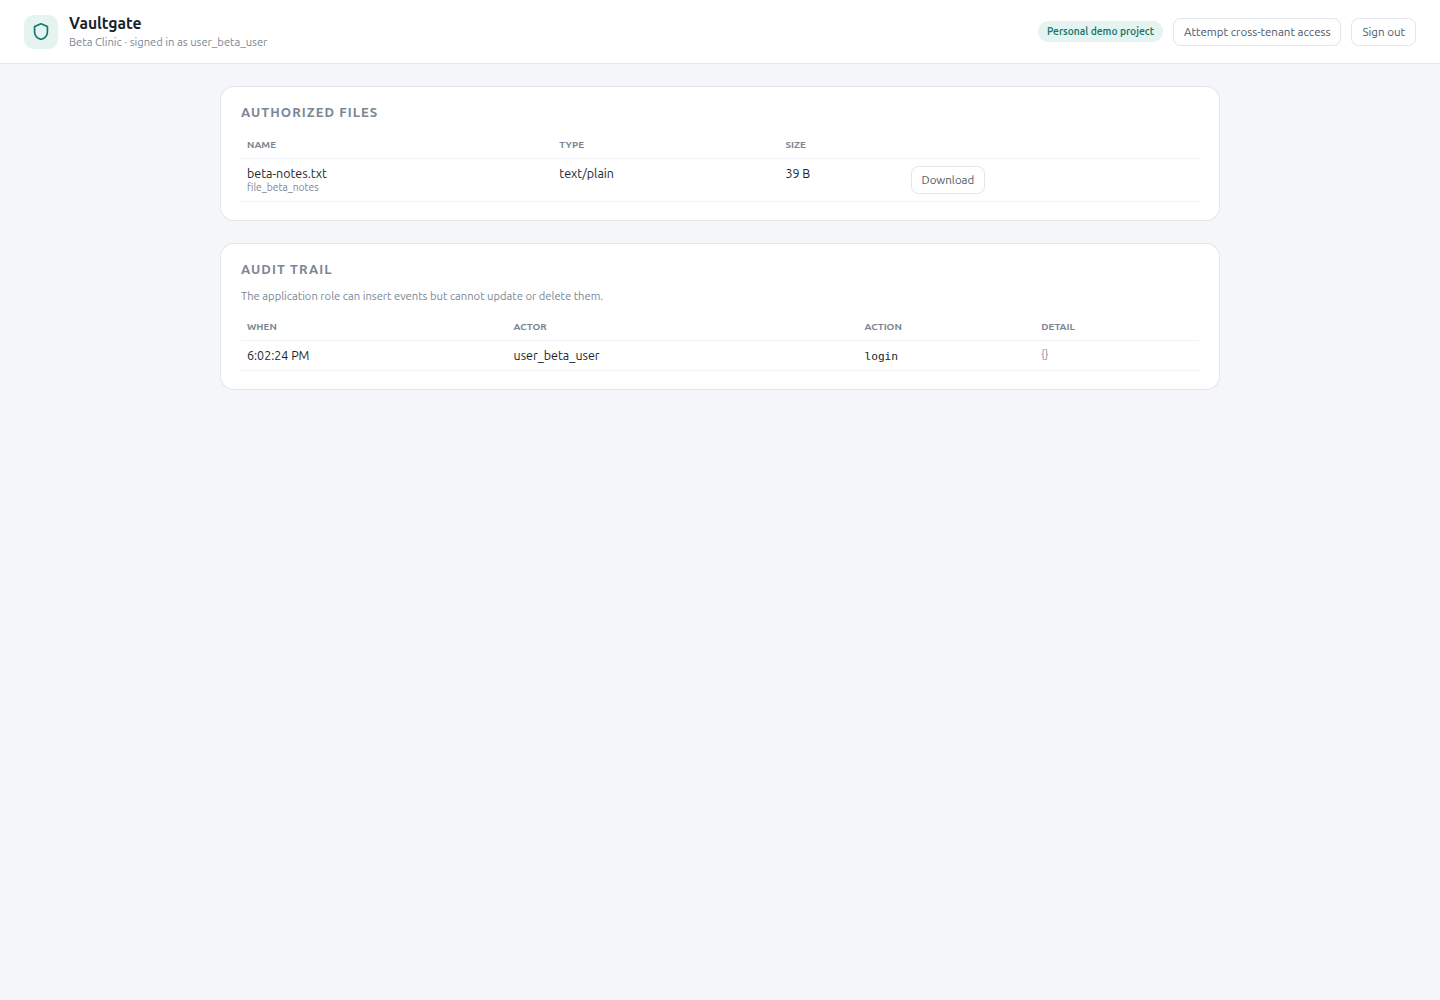 Vaultgate
Beta Clinic · signed in as user_beta_user
Personal demo project
Attempt cross-tenant access
Sign out
AUTHORIZED FILES
NAME TYPE SIZE
beta-notes.txt text/plain 39 B Download
file_beta_notes
AUDIT TRAIL
The application role can insert events but cannot update or delete them.
WHEN ACTOR ACTION DETAIL
6:02:24 PM user_beta_user login {}